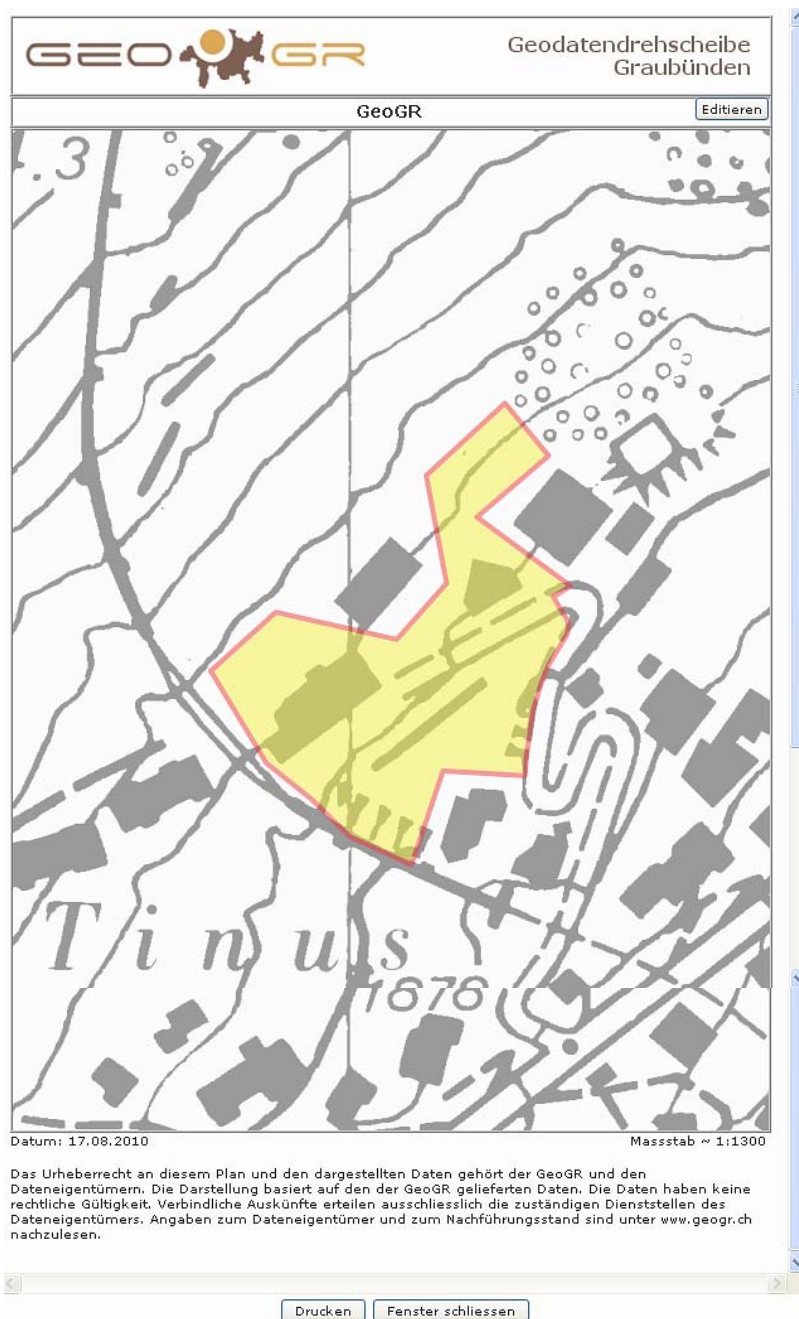 GEO GR
Geodatendrehscheibe
Graubünden
GeoGR
Editieren
.3
Tinus
1676
Datum: 17.08.2010
Massstab ~ 1:1300
Das Urheberrecht an diesem Plan und den dargestellten Daten gehört der GeoGR und den
Dateneigentümern. Die Darstellung basiert auf den der GeoGR gelieferten Daten. Die Daten haben keine
rechtliche Gültigkeit. Verbindliche Auskünfte erteilen ausschliesslich die zuständigen Dienststellen des
Dateneigentümers. Angaben zum Dateneigentümer und zum Nachführungsstand sind unter www.geogr.ch
nachzulesen.
Drucken
Fenster schliessen